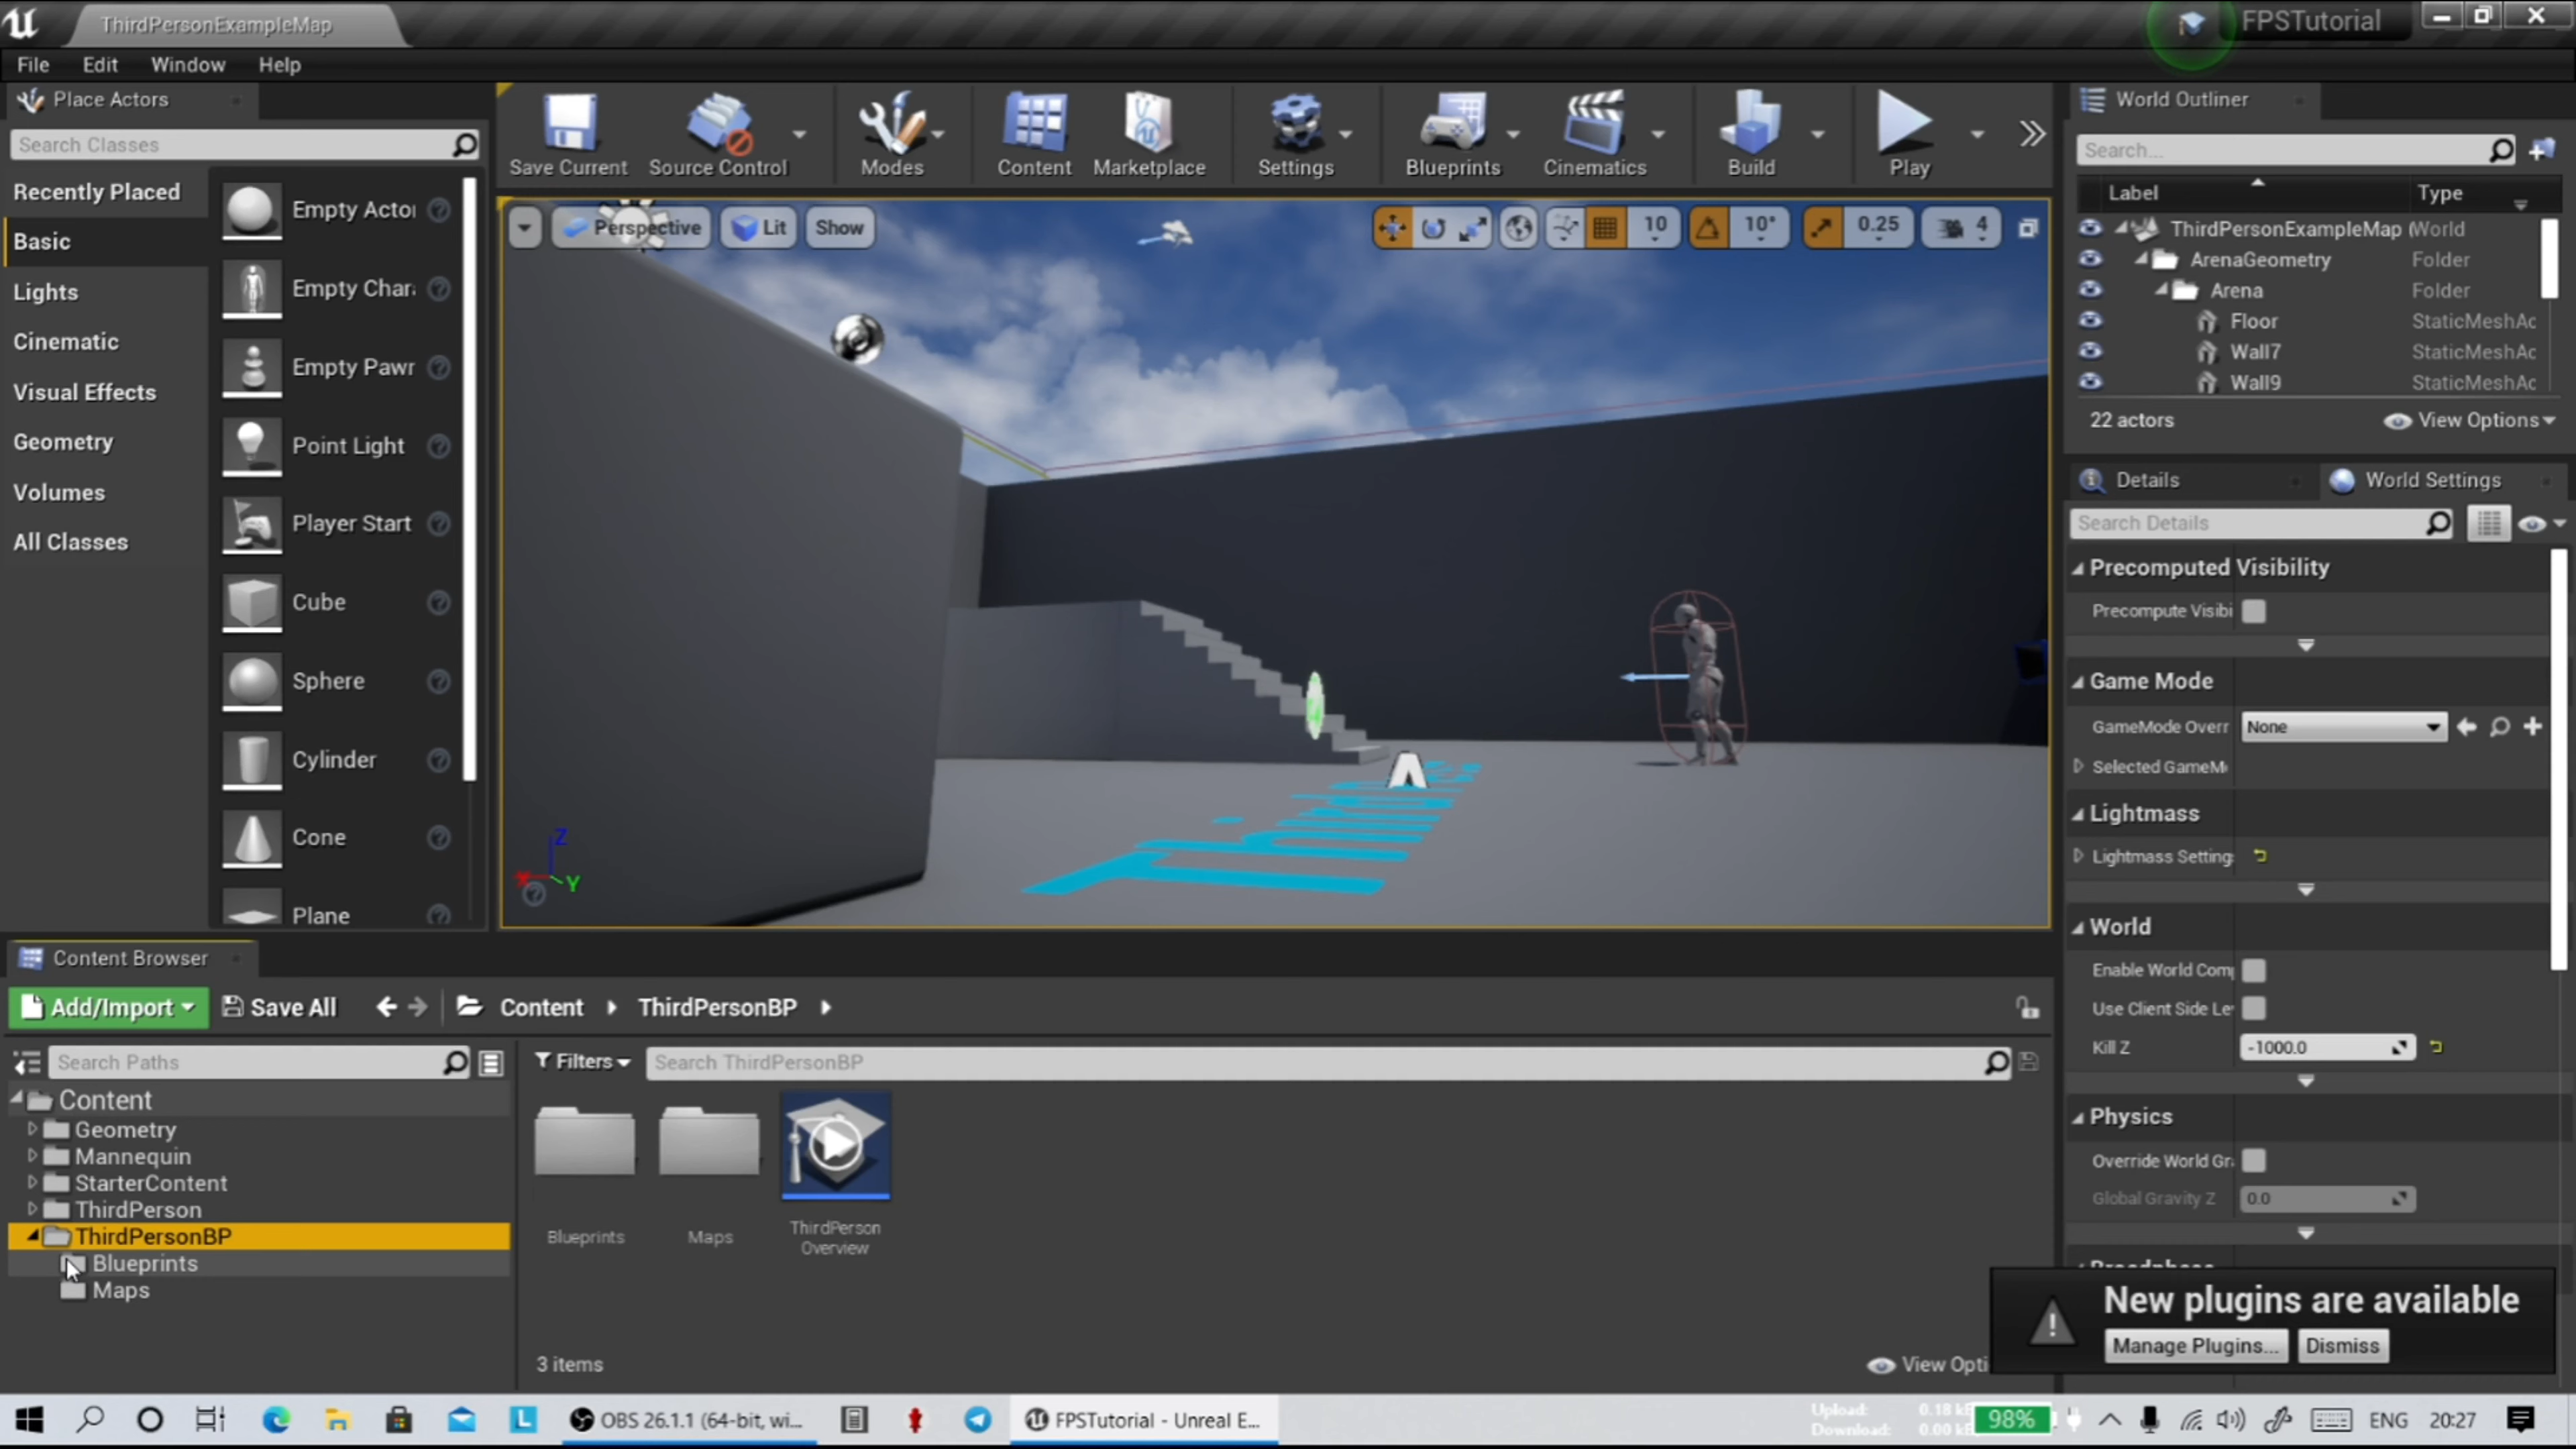 ThirdPersonExampleMap
FPSTutorial
File Edit Window Help
Place Actors
Search Classes
Recently Placed
Basic
Lights
Cinematic
Visual Effects
Geometry
Volumes
All Classes
Empty Actor
Empty Chara
Empty Pawn
Point Light
Player Start
Cube
Sphere
Cylinder
Cone
Plane
Save Current Source Control Modes Content Marketplace Settings Blueprints Cinematics Build Play
Perspective Lit Show 10 10° 0.25 4
Z
X
Y
World Outliner
Search...
Label Type
ThirdPersonExampleMap (World
ArenaGeometry Folder
Arena Folder
Floor StaticMeshAc
Wall7 StaticMeshAc
Wall9 StaticMeshAc
22 actors View Options
Details World Settings
Search Details
Precomputed Visibility
Precompute Visibi
Game Mode
GameMode Overr None
Selected GameM
Lightmass
Lightmass Setting
World
Enable World Com
Use Client Side Le
Kill Z -1000.0
Physics
Override World Gr
Global Gravity Z 0.0
New plugins are available
Manage Plugins... Dismiss
Content Browser
Add/Import Save All Content ThirdPersonBP
Search Paths
Filters Search ThirdPersonBP
Content
Geometry
Mannequin
StarterContent
ThirdPerson
ThirdPersonBP
Blueprints
Maps
Blueprints
Maps
ThirdPerson
Overview
3 items View Opti
OBS 26.1.1 (64-bit, wi...
FPSTutorial - Unreal E...
Upload: 0.18 k
Download: 0.00 k
98%
ENG 20:27